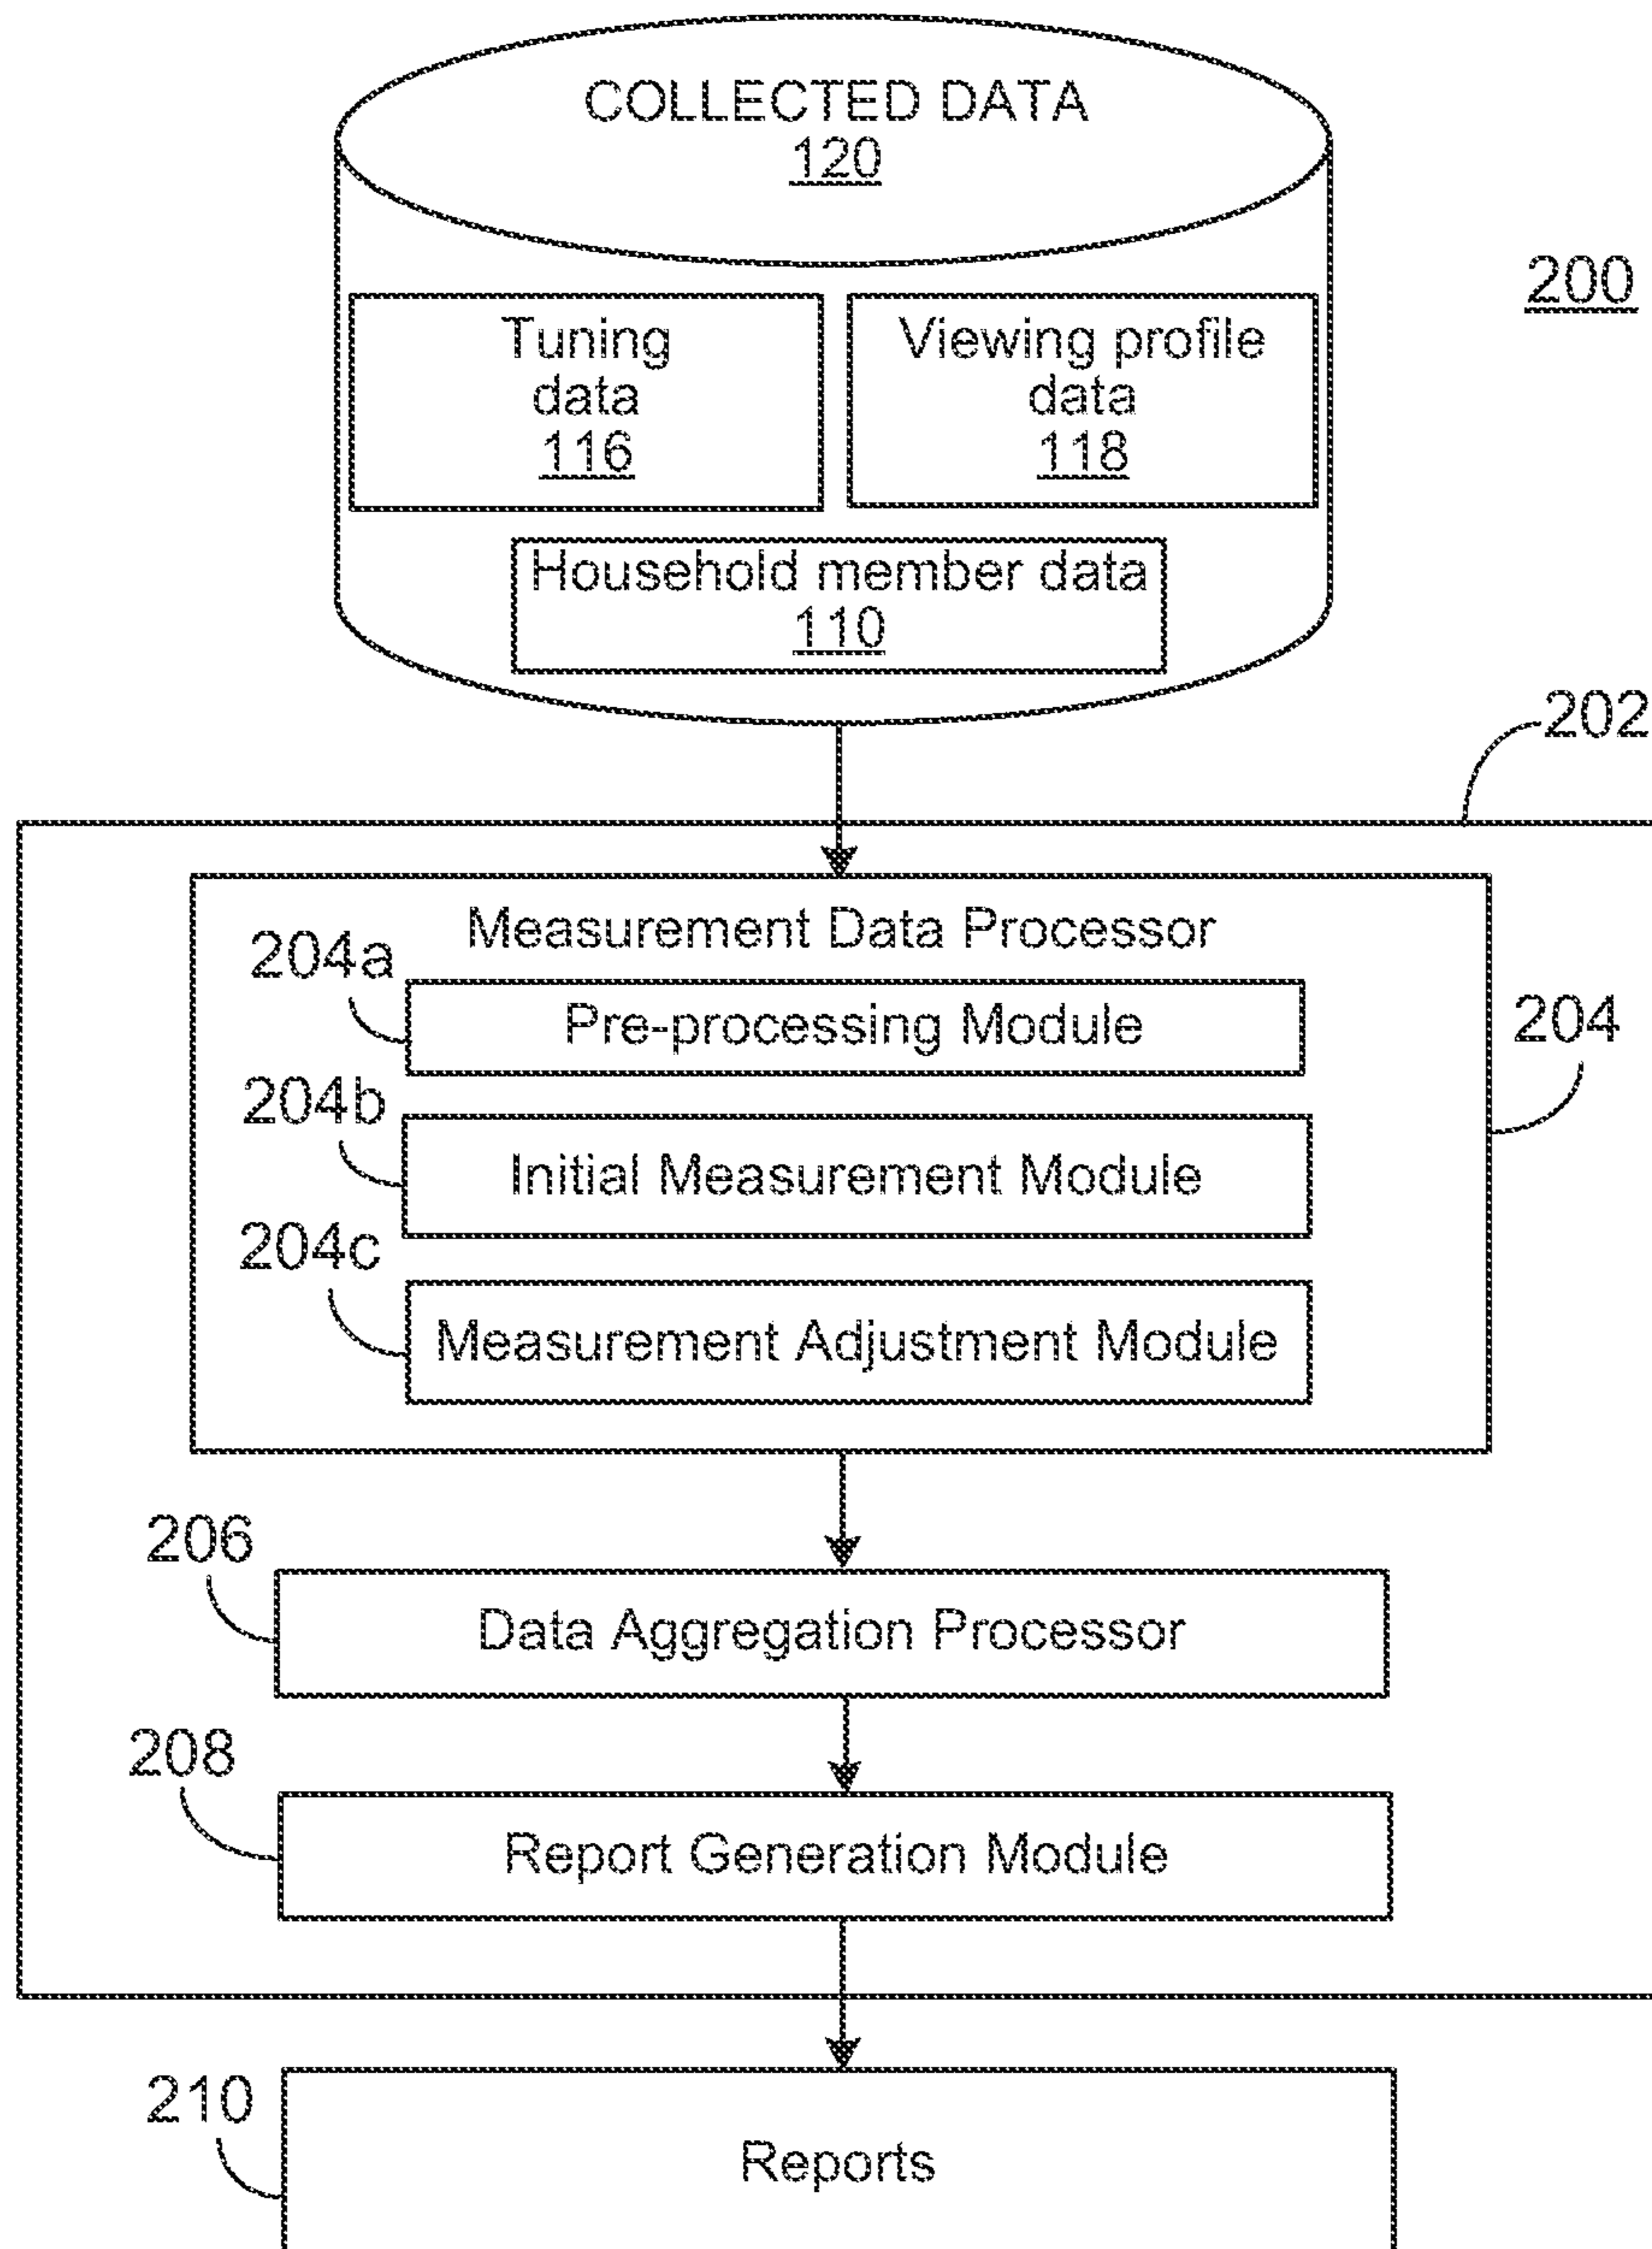 COLLECTED DATA
120
200
Tuning
data
116
Viewing profile
data
118
Household member data
110
202
Measurement Data Processor
204a
Pre-processing Module
204
204b
Initial Measurement Module
204c
Measurement Adjustment Module
206
Data Aggregation Processor
208
Report Generation Module
210
Reports